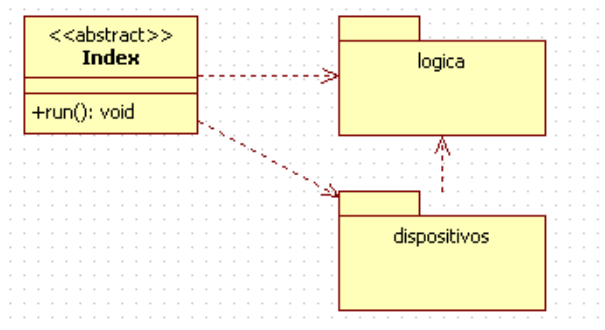 <<abstract>>
Index
+run(): void
logica
dispositivos